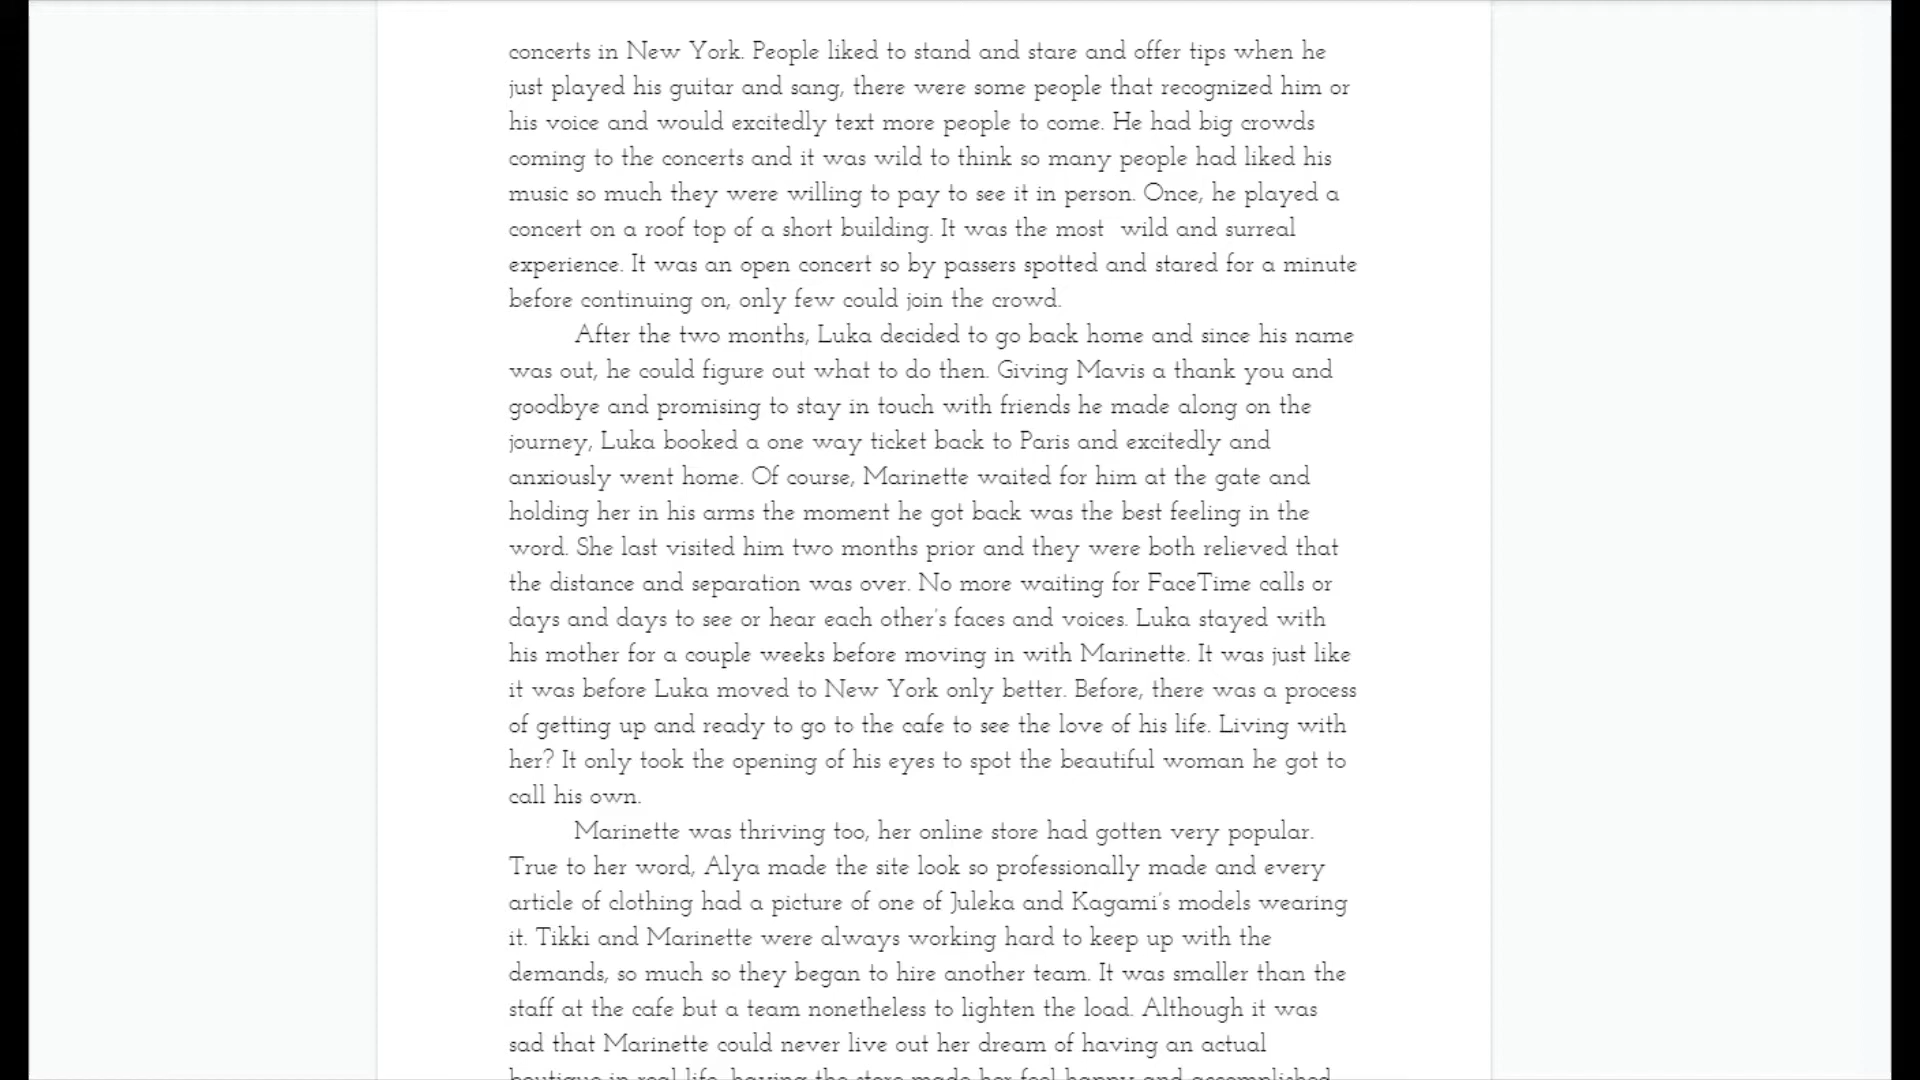 concerts in New York. People liked to stand and stare and offer tips when he
just played his guitar and sang, there were some people that recognized him or
his voice and would excitedly text more people to come. He had big crowds
coming to the concerts and it was wild to think so many people had liked his
music so much they were willing to pay to see it in person. Once, he played a
concert on a roof top of a short building. It was the most  wild and surreal
experience. It was an open concert so by passers spotted and stared for a minute
before continuing on, only few could join the crowd.
After the two months, Luka decided to go back home and since his name
was out, he could figure out what to do then. Giving Mavis a thank you and
goodbye and promising to stay in touch with friends he made along on the
journey, Luka booked a one way ticket back to Paris and excitedly and
anxiously went home. Of course, Marinette waited for him at the gate and
holding her in his arms the moment he got back was the best feeling in the
word. She last visited him two months prior and they were both relieved that
the distance and separation was over. No more waiting for FaceTime calls or
days and days to see or hear each other's faces and voices. Luka stayed with
his mother for a couple weeks before moving in with Marinette. It was just like
it was before Luka moved to New York only better. Before, there was a process
of getting up and ready to go to the cafe to see the love of his life. Living with
her? It only took the opening of his eyes to spot the beautiful woman he got to
call his own.
Marinette was thriving too, her online store had gotten very popular.
True to her word, Alya made the site look so professionally made and every
article of clothing had a picture of one of Juleka and Kagami's models wearing
it. Tikki and Marinette were always working hard to keep up with the
demands, so much so they began to hire another team. It was smaller than the
staff at the cafe but a team nonetheless to lighten the load. Although it was
sad that Marinette could never live out her dream of having an actual
boutique in real life, having the store made her feel happy and accomplished